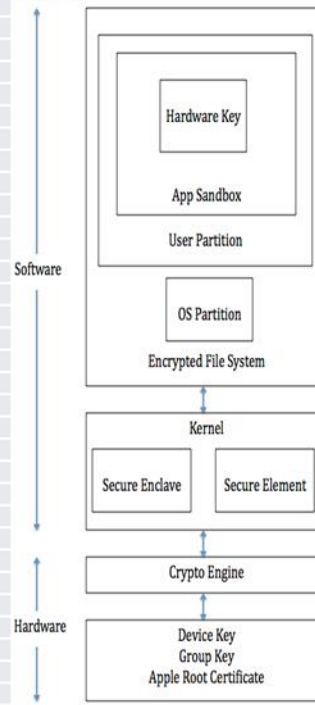 Hardware Key
App Sandbox
User Partition
Software
OS Partition
Encrypted File System
Kernel
Secure Enclave
Secure Element
Crypto Engine
Hardware
Device Key
Group Key
Apple Root Certificate